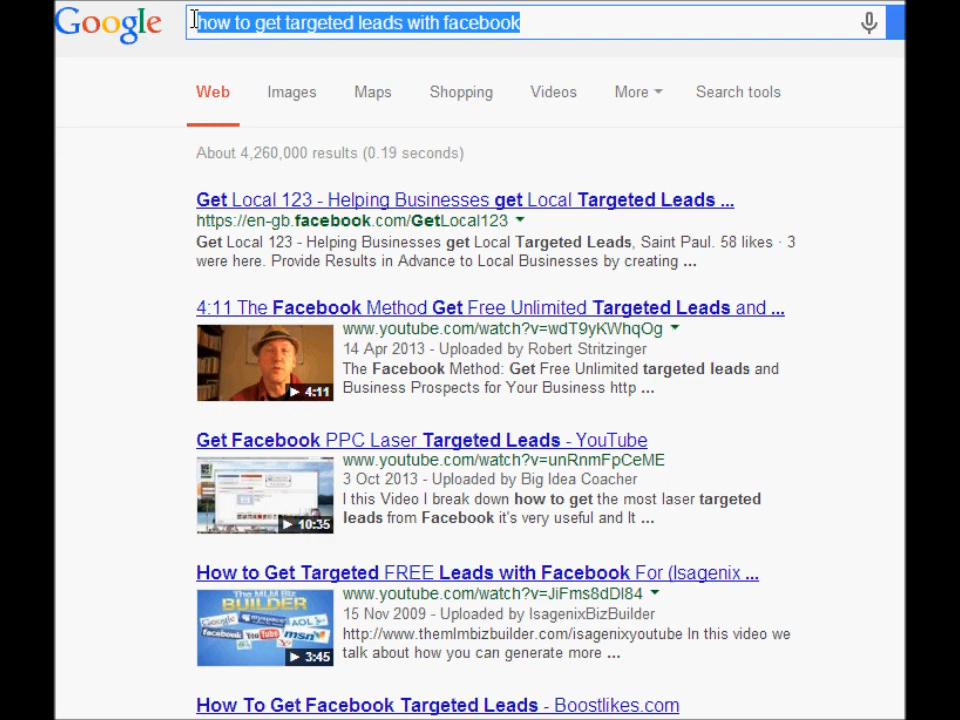 Google
how to get targeted leads with facebook
Web Images Maps Shopping Videos More Search tools
About 4,260,000 results (0.19 seconds)
Get Local 123 - Helping Businesses get Local Targeted Leads ...
https://en-gb.facebook.com/GetLocal123
Get Local 123 - Helping Businesses get Local Targeted Leads, Saint Paul. 58 likes · 3
were here. Provide Results in Advance to Local Businesses by creating ...
4:11 The Facebook Method Get Free Unlimited Targeted Leads and ...
www.youtube.com/watch?v=wdT9yKWhqOg
14 Apr 2013 - Uploaded by Robert Stritzinger
The Facebook Method: Get Free Unlimited targeted leads and
Business Prospects for Your Business http ...
4:11
Get Facebook PPC Laser Targeted Leads - YouTube
www.youtube.com/watch?v=unRnmFpCeME
3 Oct 2013 - Uploaded by Big Idea Coacher
I this Video I break down how to get the most laser targeted
leads from Facebook it's very useful and It ...
10:35
How to Get Targeted FREE Leads with Facebook For (Isagenix ...
www.youtube.com/watch?v=JiFms8dDl84
15 Nov 2009 - Uploaded by IsagenixBizBuilder
http://www.themlmbizbuilder.com/isagenixyoutube In this video we
talk about how you can generate more ...
The MLM Biz
BUILDER
Google myspace AOL
facebook YouTube msn
3:45
How To Get Facebook Targeted Leads - Boostlikes.com